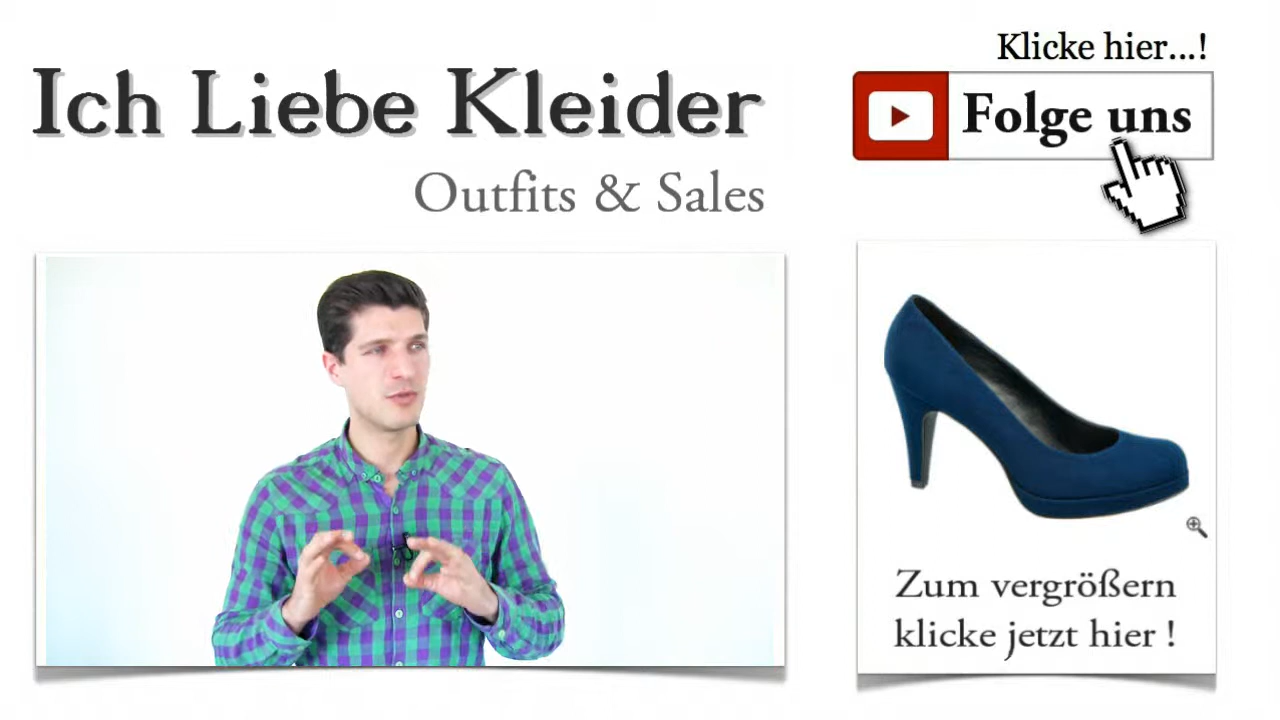 Ich Liebe Kleider
Outfits & Sales
Klicke hier...!
Folge uns
Zum vergrößern
klicke jetzt hier !